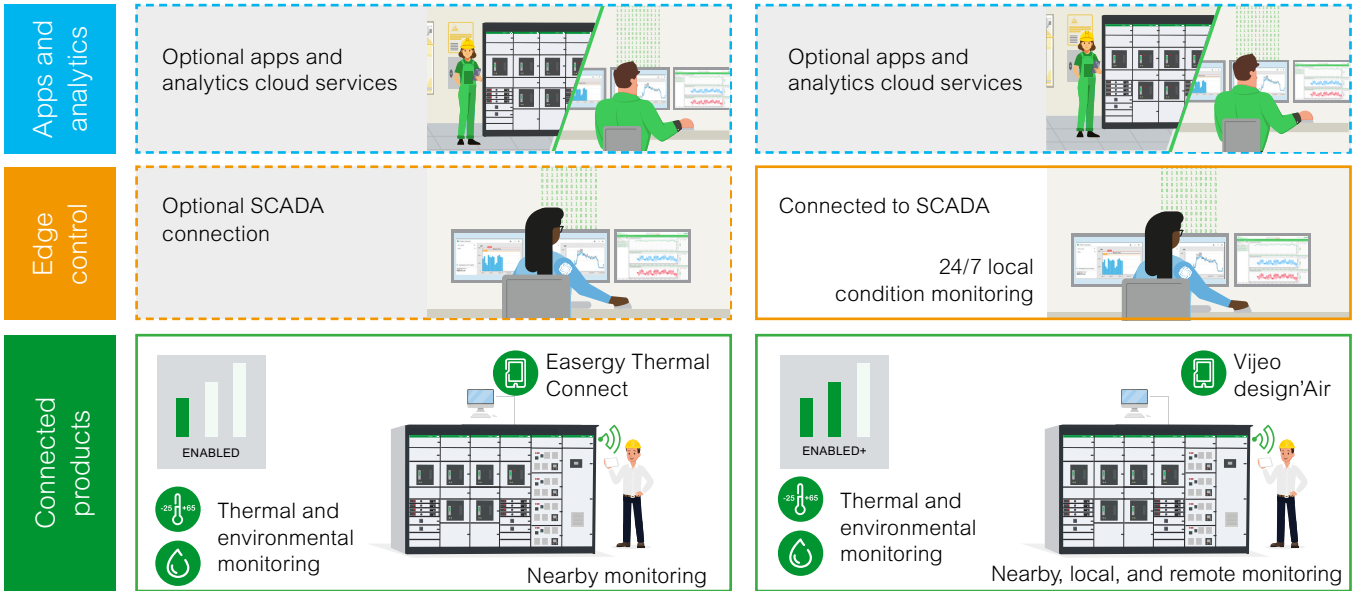 Apps and
analytics
Optional apps and
analytics cloud services
Optional apps and
analytics cloud services
Edge
control
Optional SCADA
connection
Connected to SCADA
24/7 local
condition monitoring
Connected
products
ENABLED
Easergy Thermal
Connect
-25 +65
Thermal and
environmental
monitoring
Nearby monitoring
ENABLED+
Vijeo
design'Air
-25 +65
Thermal and
environmental
monitoring
Nearby, local, and remote monitoring